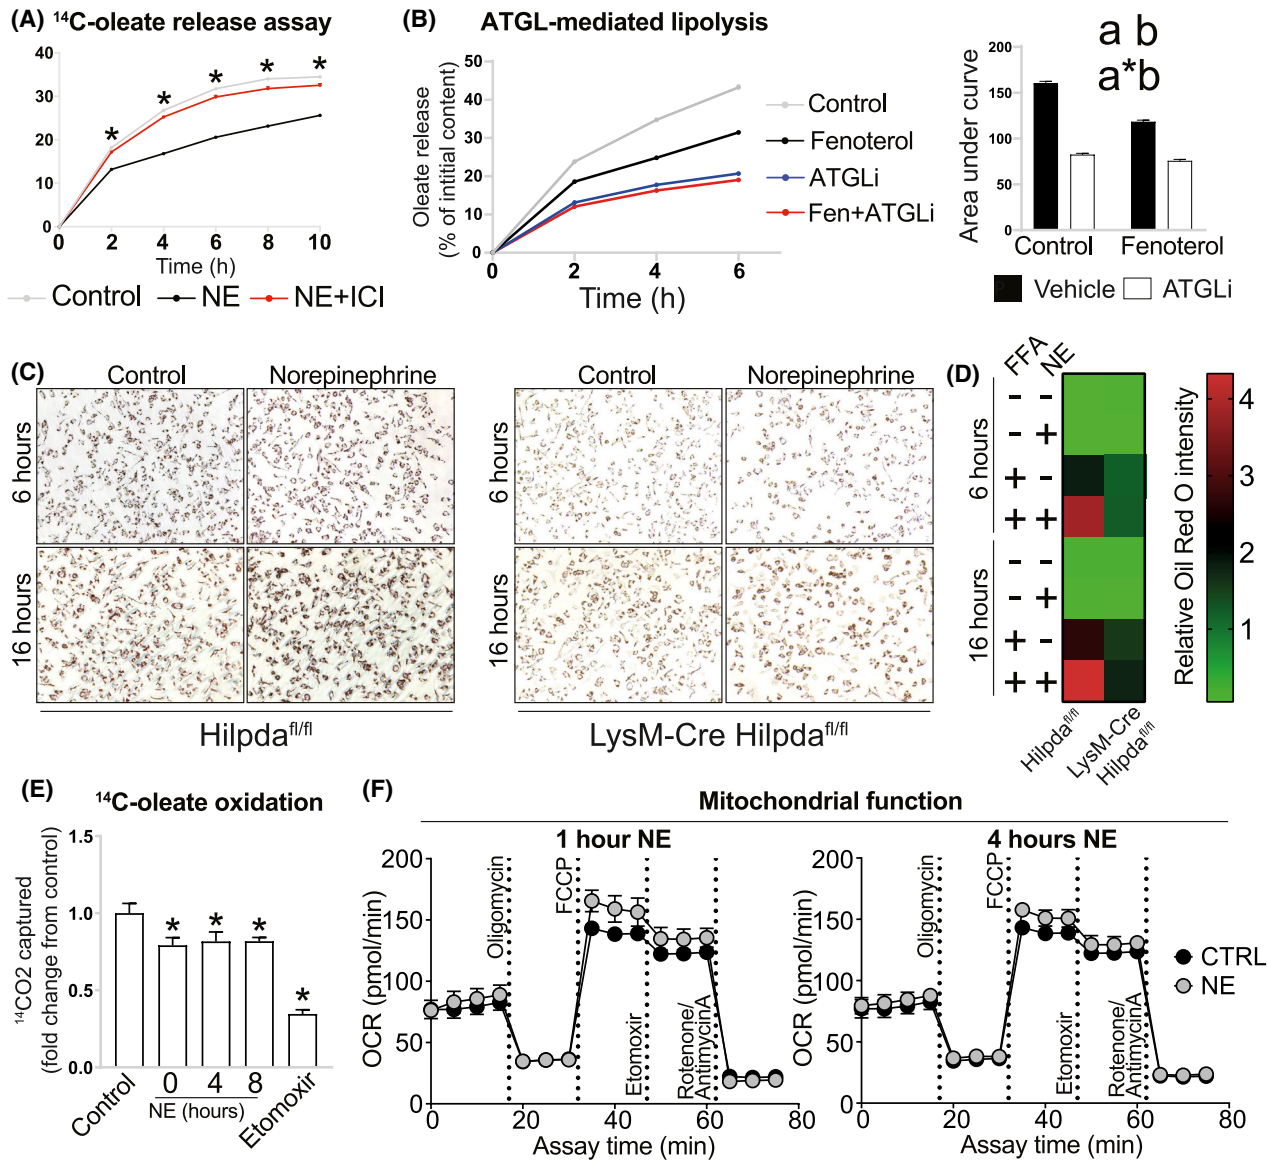 (A) ¹⁴C-oleate release assay
40
30
20
10
0
* * * * *
0 2 4 6 8 10
Time (h)
Control NE NE+ICI
(B) ATGL-mediated lipolysis
Oleate release
(% of intitial content)
50
40
30
20
10
0
0 2 4 6
Time (h)
Control
Fenoterol
ATGLi
Fen+ATGLi
Area under curve
200
150
100
50
0
a b
a*b
Control Fenoterol
Vehicle ATGLi
(C)
Control Norepinephrine Control Norepinephrine
6 hours 6 hours
16 hours 16 hours
Hilpda^fl/fl LysM-Cre Hilpda^fl/fl
(D)
FFA NE
6 hours
- -
- +
+ -
+ +
16 hours
- -
- +
+ -
+ +
Hilpda^fl/fl
LysM-Cre
Hilpda^fl/fl
Relative Oil Red O intensity
4
3
2
1
(E) ¹⁴C-oleate oxidation
¹⁴CO2 captured
(fold change from control)
1.5
1.0
0.5
0.0
* * * *
Control 0 4 8 Etomoxir
NE (hours)
(F) Mitochondrial function
1 hour NE
OCR (pmol/min)
200
150
100
50
0
Oligomycin
FCCP
Etomoxir
Rotenone/
AntimycinA
0 20 40 60 80
Assay time (min)
4 hours NE
OCR (pmol/min)
200
150
100
50
0
Oligomycin
FCCP
Etomoxir
Rotenone/
AntimycinA
0 20 40 60 80
Assay time (min)
CTRL
NE